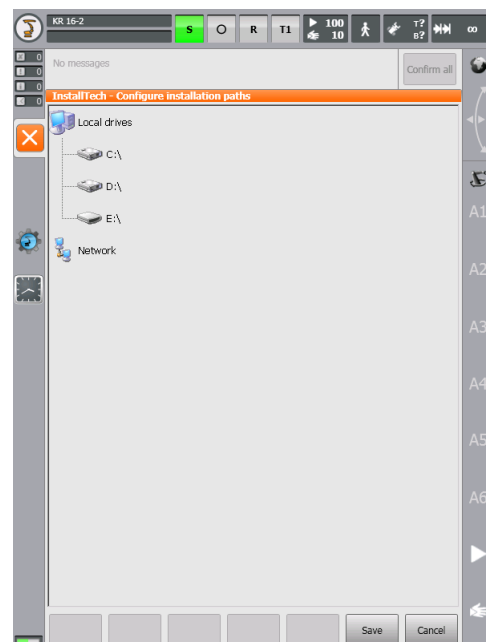 KR 16-2
S O R T1 100 10 T? B? ∞
0
0
0
0
No messages
Confirm all
InstallTech - Configure installation paths
Local drives
C:\
D:\
E:\
Network
A1
A2
A3
A4
A5
A6
Save Cancel